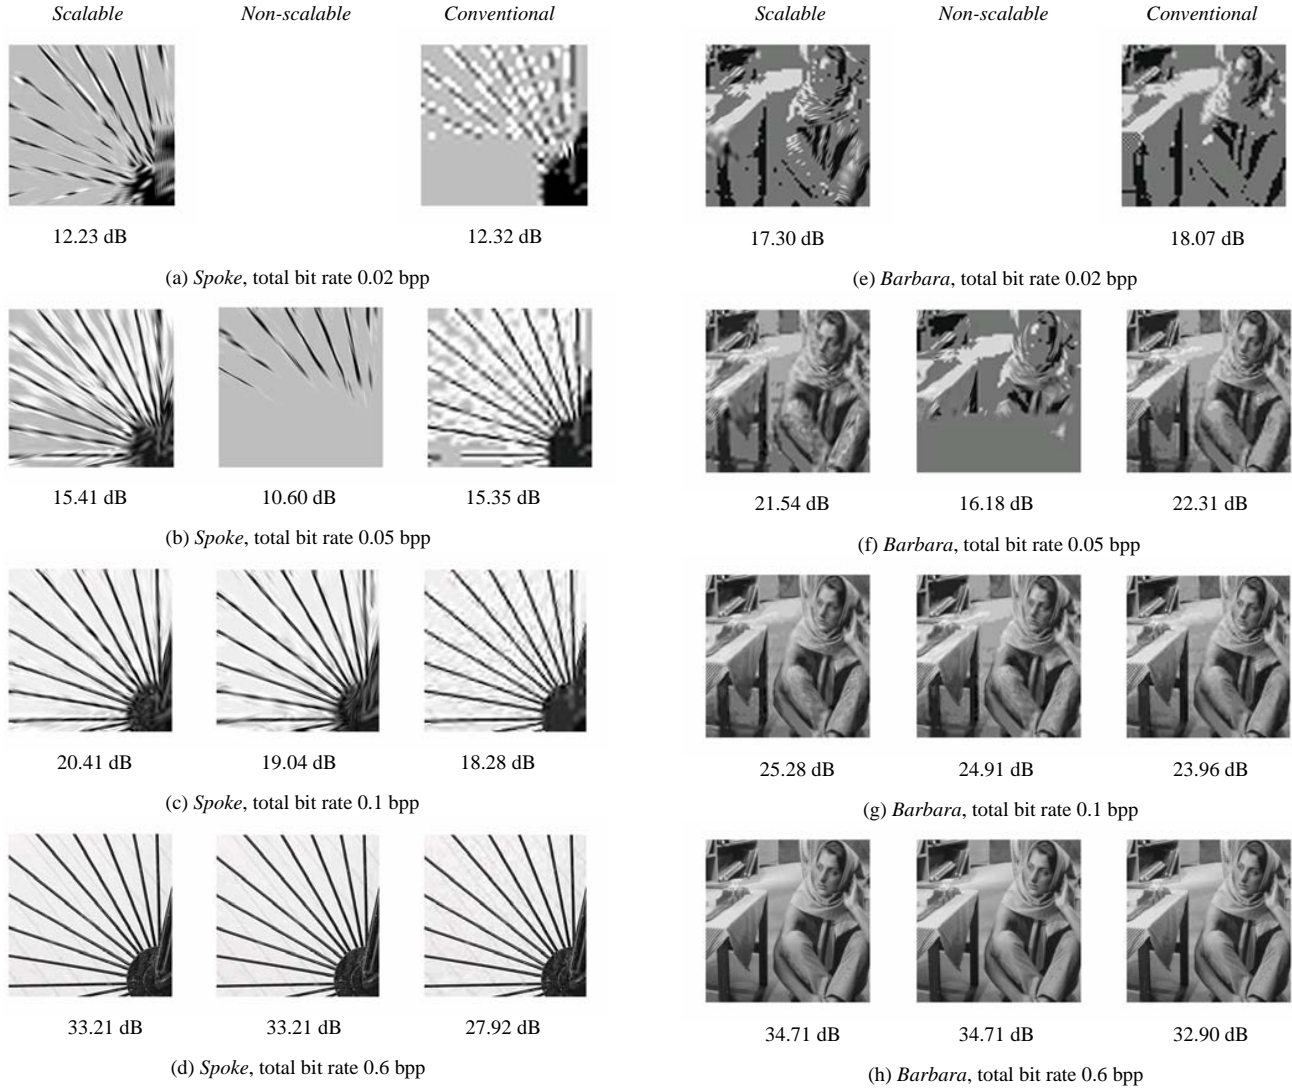 Scalable Non-scalable Conventional
12.23 dB 12.32 dB
(a) Spoke, total bit rate 0.02 bpp
15.41 dB 10.60 dB 15.35 dB
(b) Spoke, total bit rate 0.05 bpp
20.41 dB 19.04 dB 18.28 dB
(c) Spoke, total bit rate 0.1 bpp
33.21 dB 33.21 dB 27.92 dB
(d) Spoke, total bit rate 0.6 bpp
Scalable Non-scalable Conventional
17.30 dB 18.07 dB
(e) Barbara, total bit rate 0.02 bpp
21.54 dB 16.18 dB 22.31 dB
(f) Barbara, total bit rate 0.05 bpp
25.28 dB 24.91 dB 23.96 dB
(g) Barbara, total bit rate 0.1 bpp
34.71 dB 34.71 dB 32.90 dB
(h) Barbara, total bit rate 0.6 bpp